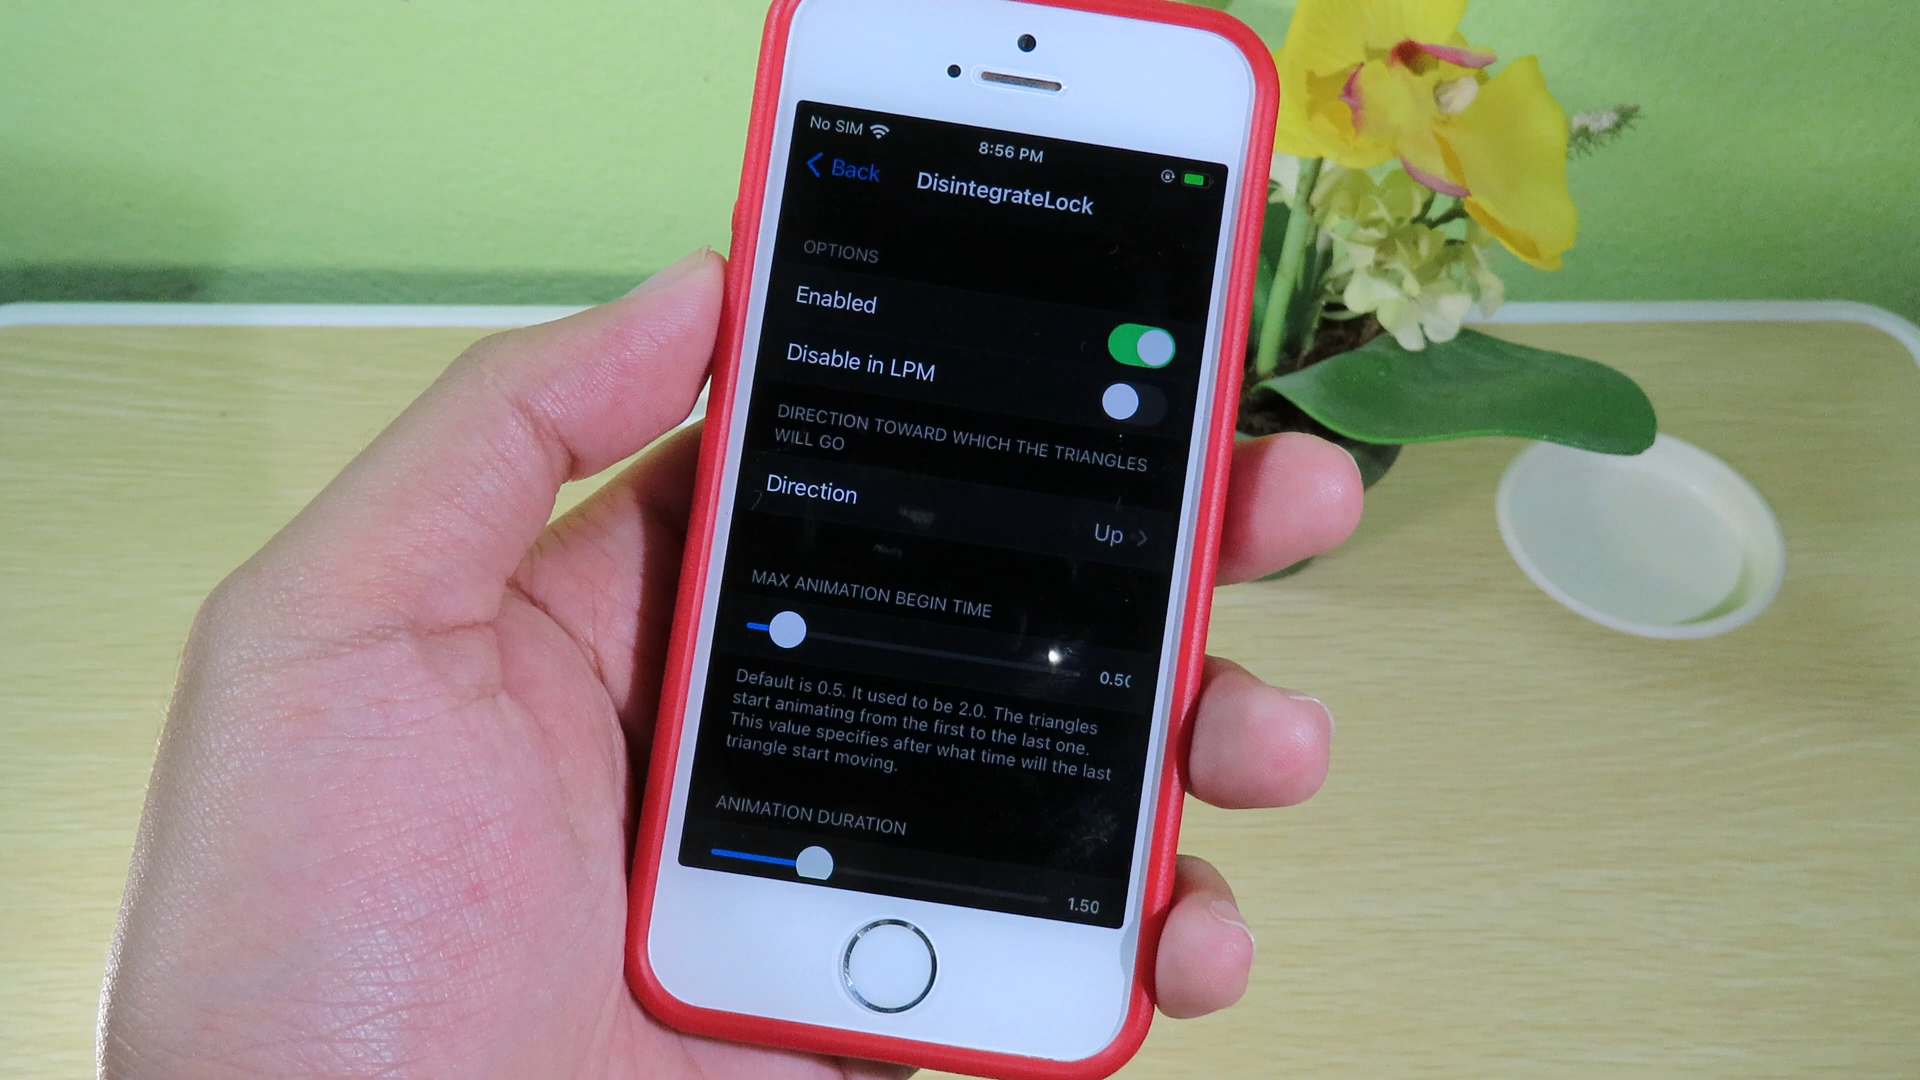 No SIM
8:56 PM
Back
DisintegrateLock
OPTIONS
Enabled
Disable in LPM
DIRECTION TOWARD WHICH THE TRIANGLES
WILL GO
Direction
Up
MAX ANIMATION BEGIN TIME
0.50
Default is 0.5. It used to be 2.0. The triangles
start animating from the first to the last one.
This value specifies after what time will the last
triangle start moving.
ANIMATION DURATION
1.50